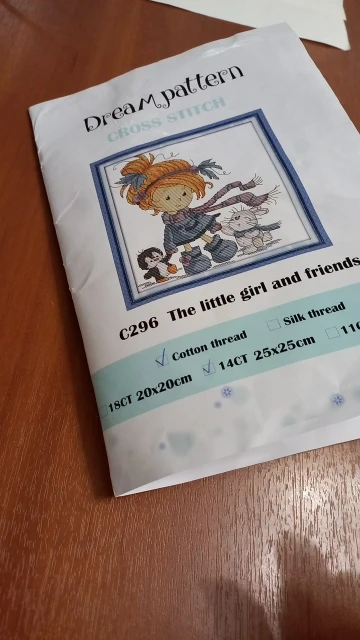 Dream pattern
CROSS STITCH
C296 The little girl and friends
Cotton thread
Silk thread
18CT 20x20cm
14CT 25x25cm